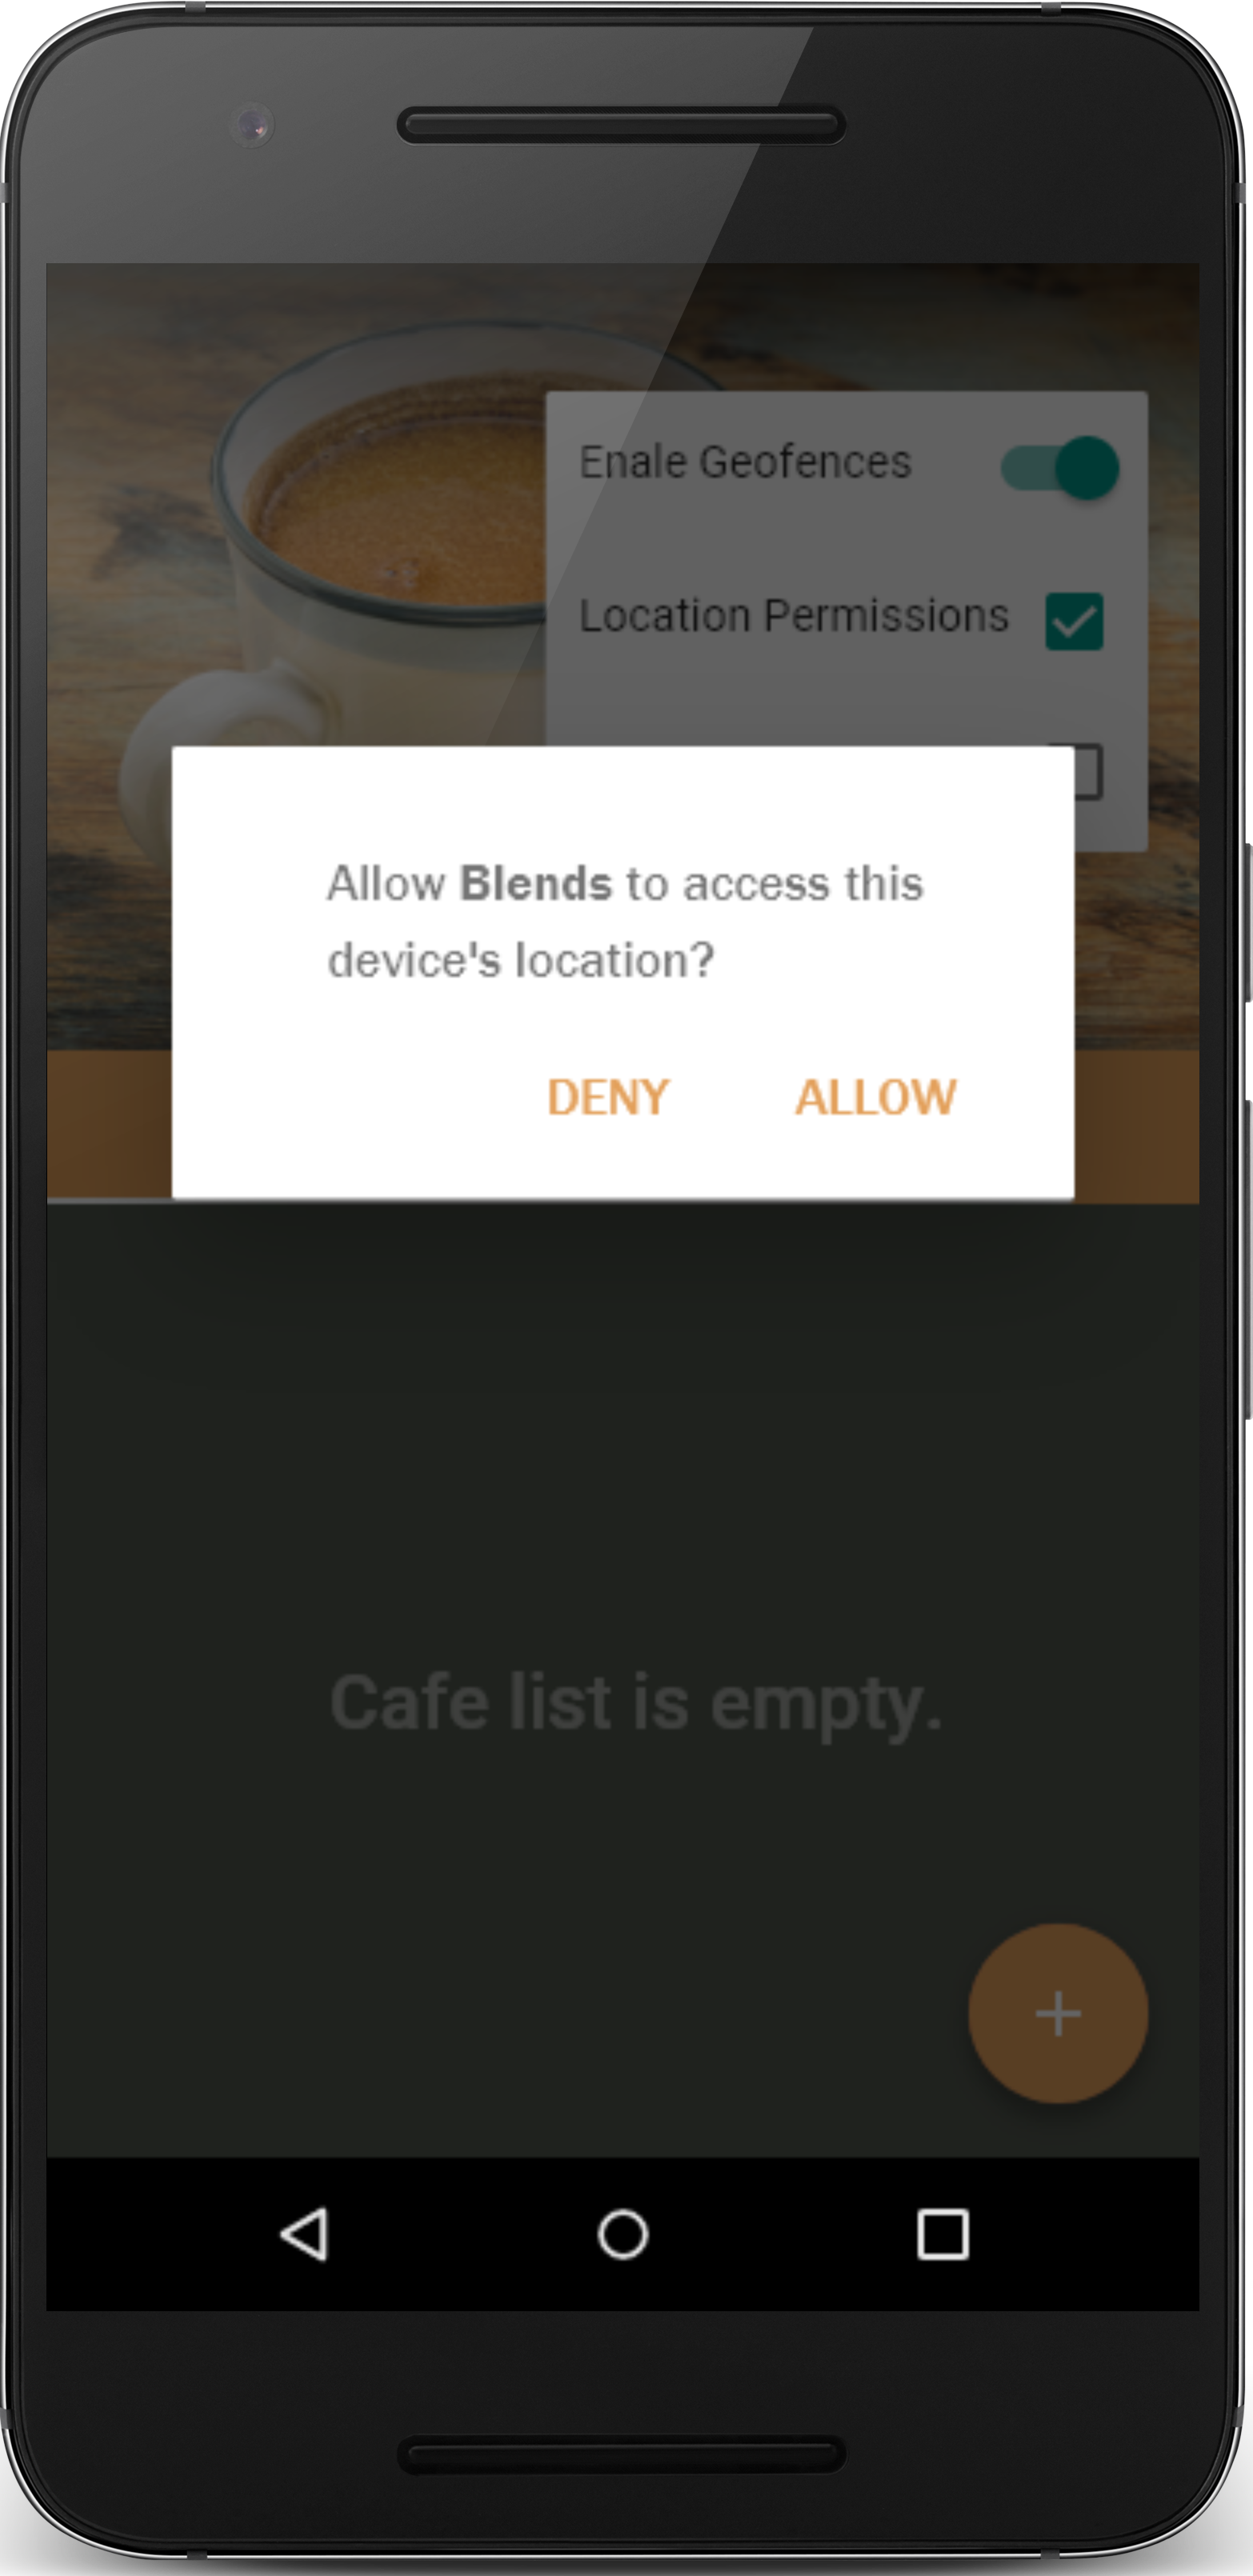 Enale Geofences
Location Permissions
Allow Blends to access this
device's location?
DENY ALLOW
Cafe list is empty.